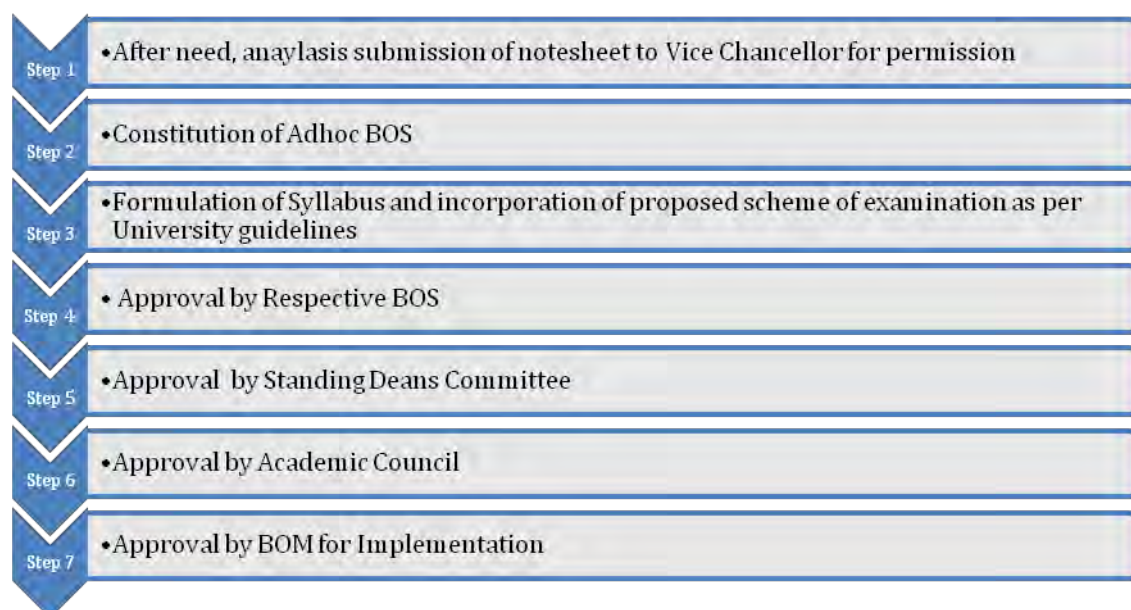 Step 1
•After need, anaylasis submission of notesheet to Vice Chancellor for permission
Step 2
•Constitution of Adhoc BOS
Step 3
•Formulation of Syllabus and incorporation of proposed scheme of examination as per
University guidelines
Step 4
• Approval by Respective BOS
Step 5
•Approval by Standing Deans Committee
Step 6
•Approval by Academic Council
Step 7
•Approval by BOM for Implementation